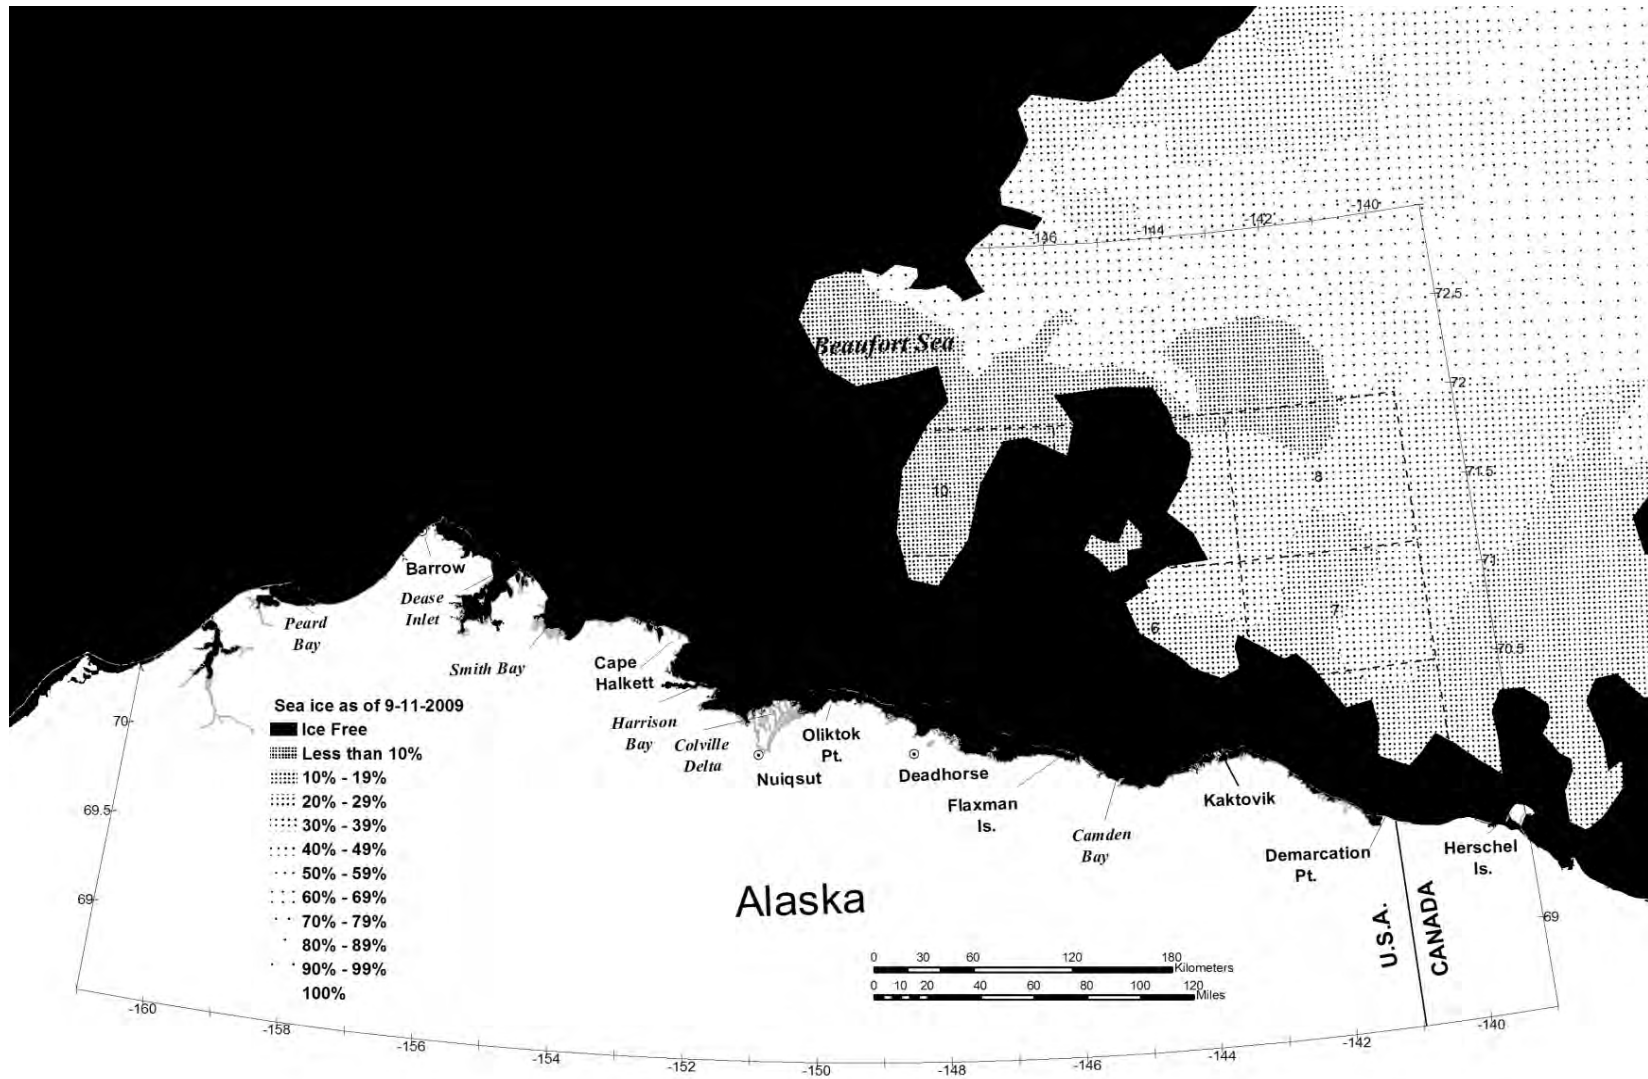 -140
-142
-144
-146
72.5
Beaufort Sea
72
71.5
8
10
71
7
6
70.5
Barrow
Dease
Inlet
Peard
Bay
Smith Bay
Cape
Halkett
Harrison
Bay
Colville
Delta
Nuiqsut
Oliktok
Pt.
Deadhorse
Flaxman
Is.
Camden
Bay
Kaktovik
Demarcation
Pt.
Herschel
Is.
70
69.5
69
69
Sea ice as of 9-11-2009
Ice Free
Less than 10%
10% - 19%
20% - 29%
30% - 39%
40% - 49%
50% - 59%
60% - 69%
70% - 79%
80% - 89%
90% - 99%
100%
Alaska
U.S.A.
CANADA
0 30 60 120 180
Kilometers
0 10 20 40 60 80 100 120
Miles
-160
-158
-156
-154
-152
-150
-148
-146
-144
-142
-140